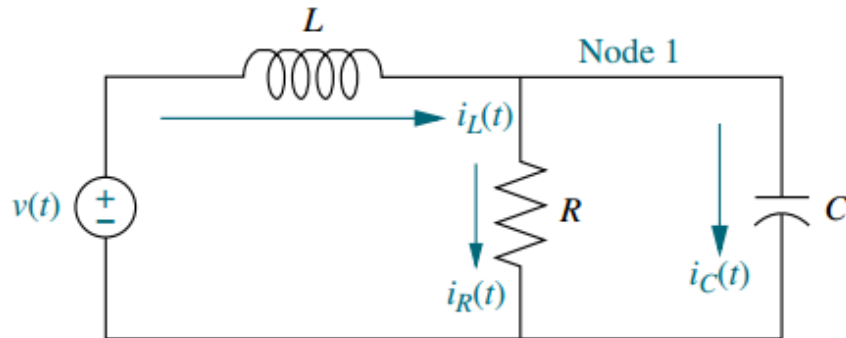 L
Node 1
i_L(t)
v(t)
+
−
R
C
i_R(t)
i_C(t)